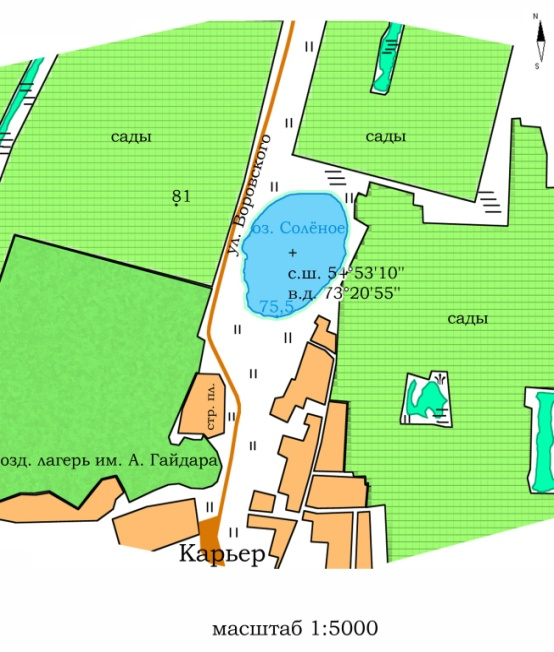 N
S
сады
сады
81
ул. Воровского
оз. Солёное
с.ш. 54°53'10"
в.д. 73°20'55"
75,5
сады
стр. пл.
озд. лагерь им. А. Гайдара
Карьер
масштаб 1:5000